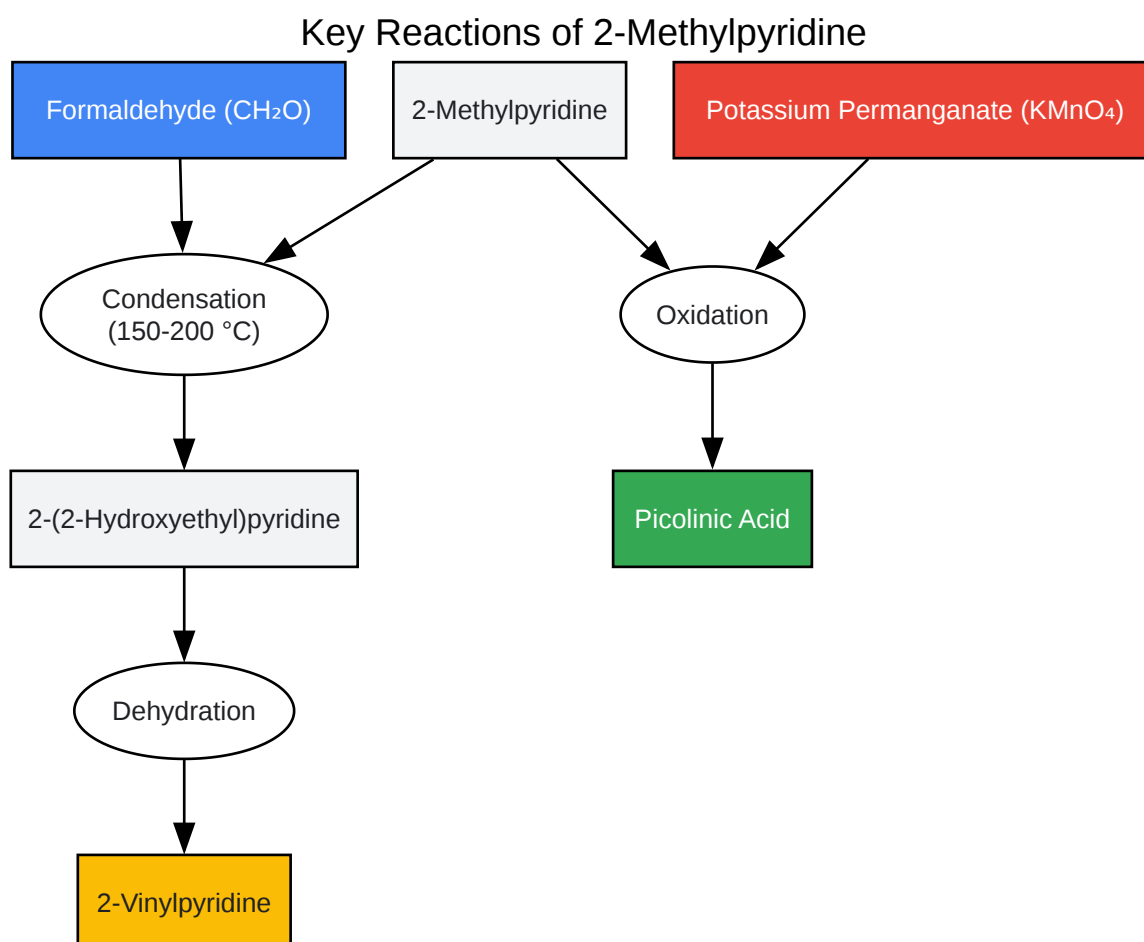 Key Reactions of 2-Methylpyridine
Formaldehyde (CH₂O)
2-Methylpyridine
Potassium Permanganate (KMnO₄)
Condensation
(150-200 °C)
Oxidation
2-(2-Hydroxyethyl)pyridine
Picolinic Acid
Dehydration
2-Vinylpyridine